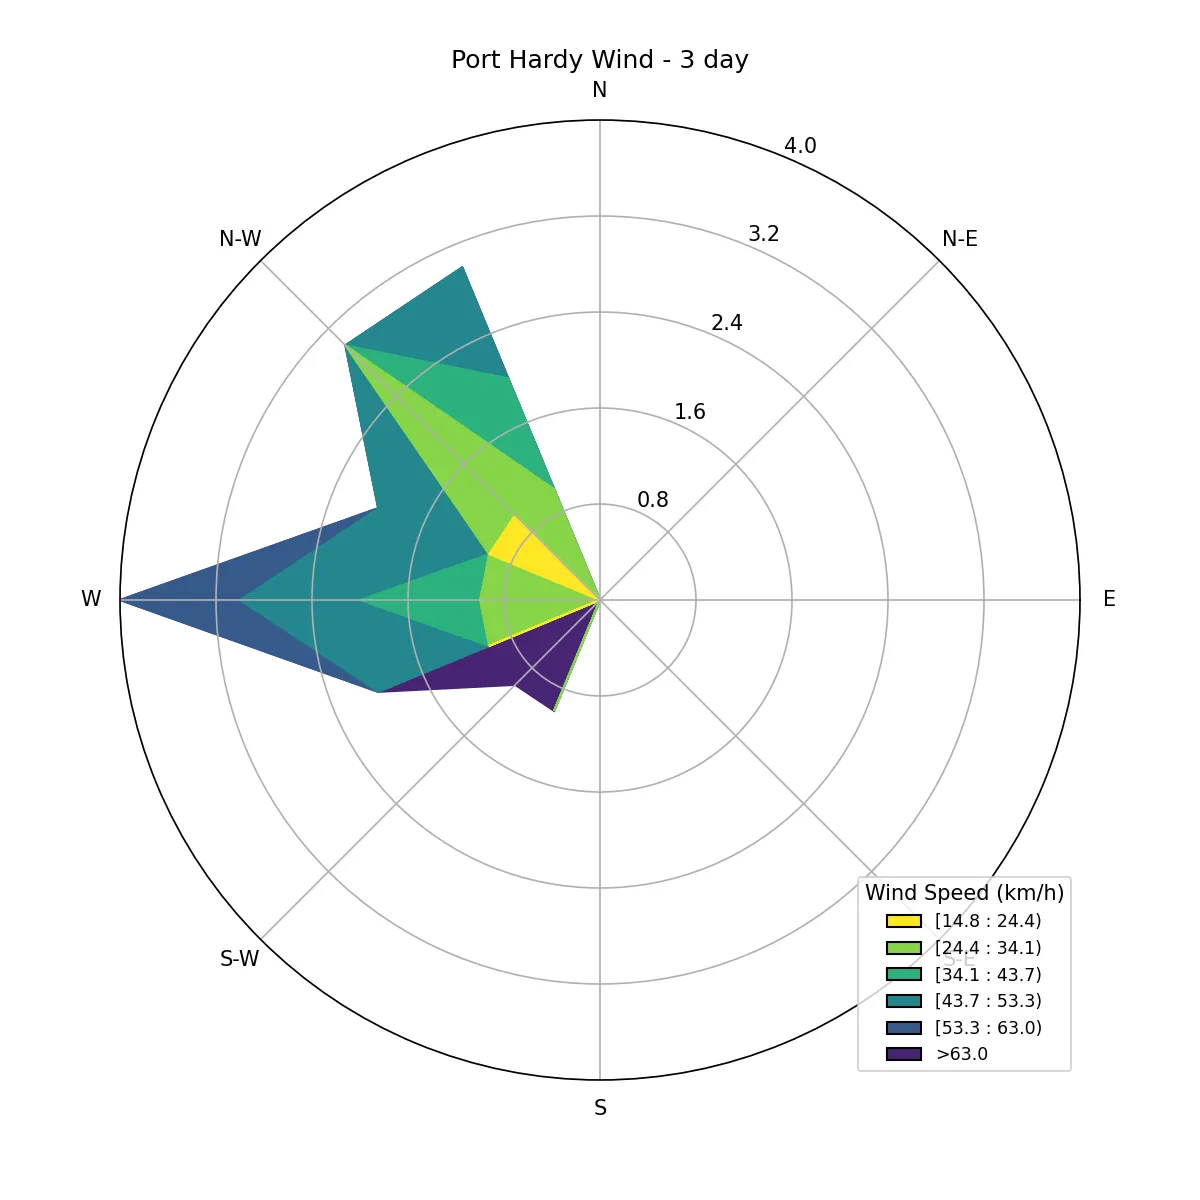 Port Hardy Wind - 3 day
N
4.0
N-W
N-E
3.2
2.4
1.6
0.8
W
E
S-W
S-E
S
Wind Speed (km/h)
[14.8 : 24.4)
[24.4 : 34.1)
[34.1 : 43.7)
[43.7 : 53.3)
[53.3 : 63.0)
>63.0